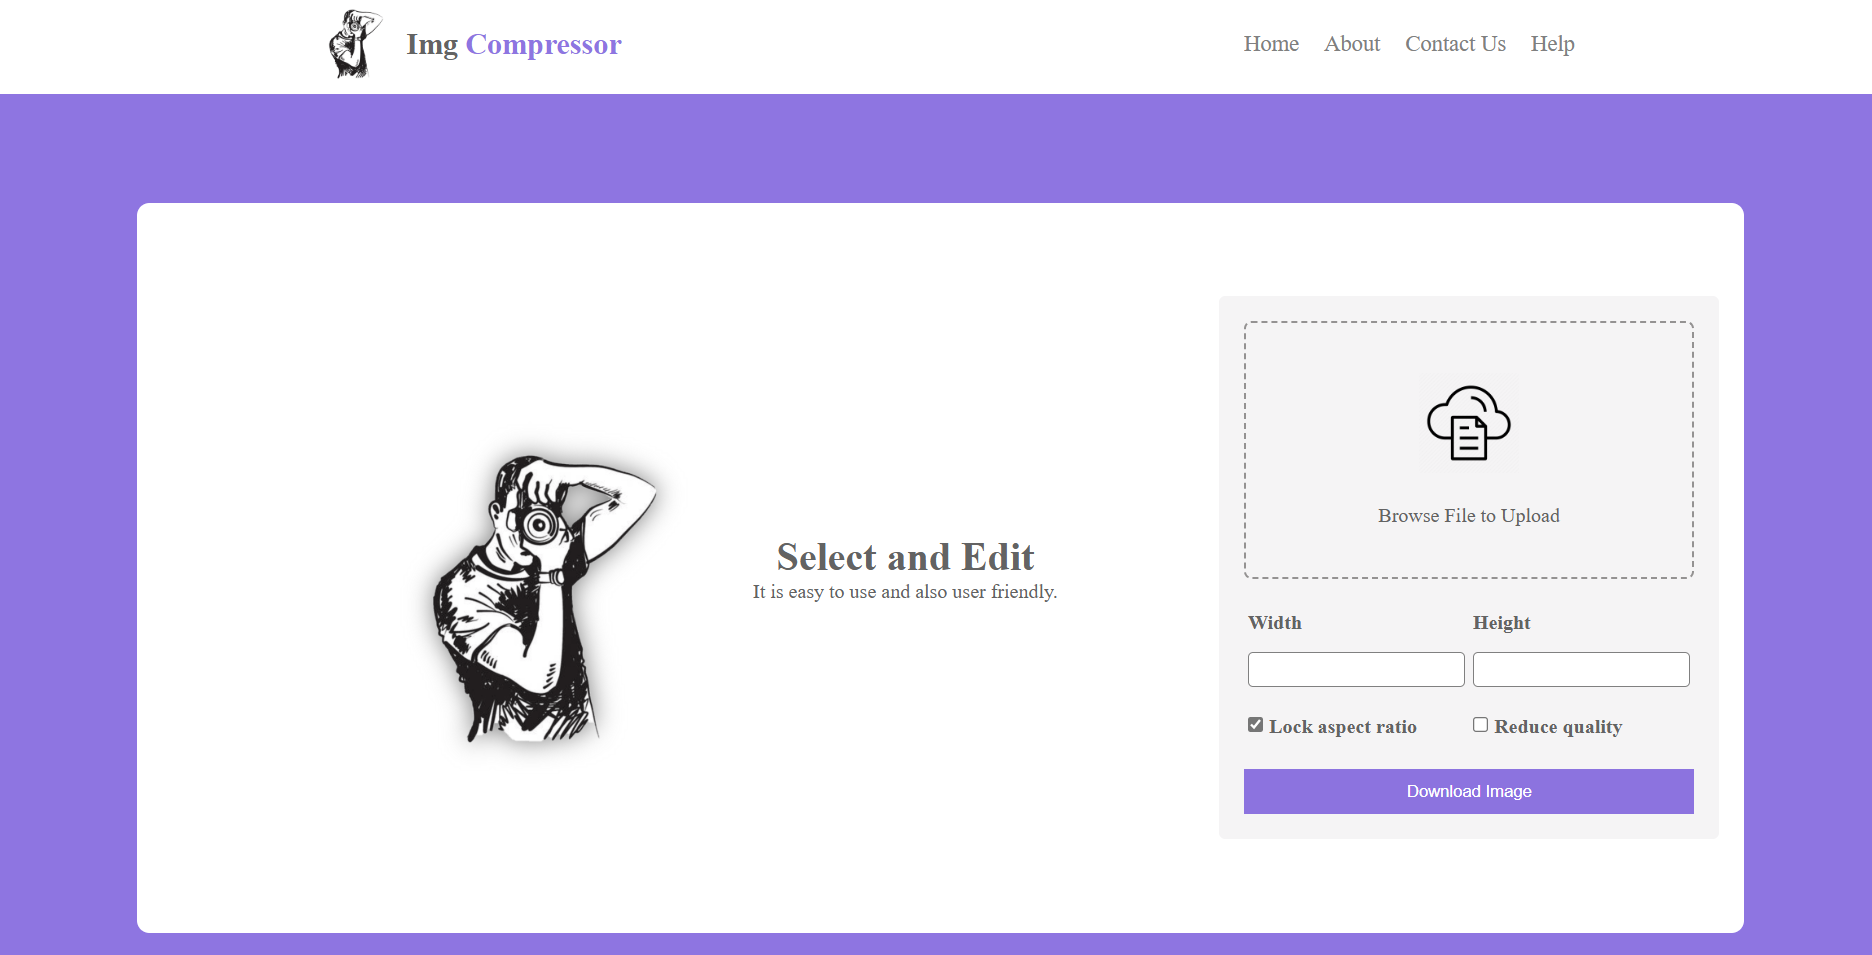 Img Compressor
Home About Contact Us Help
Select and Edit
It is easy to use and also user friendly.
Browse File to Upload
Width Height
Lock aspect ratio Reduce quality
Download Image